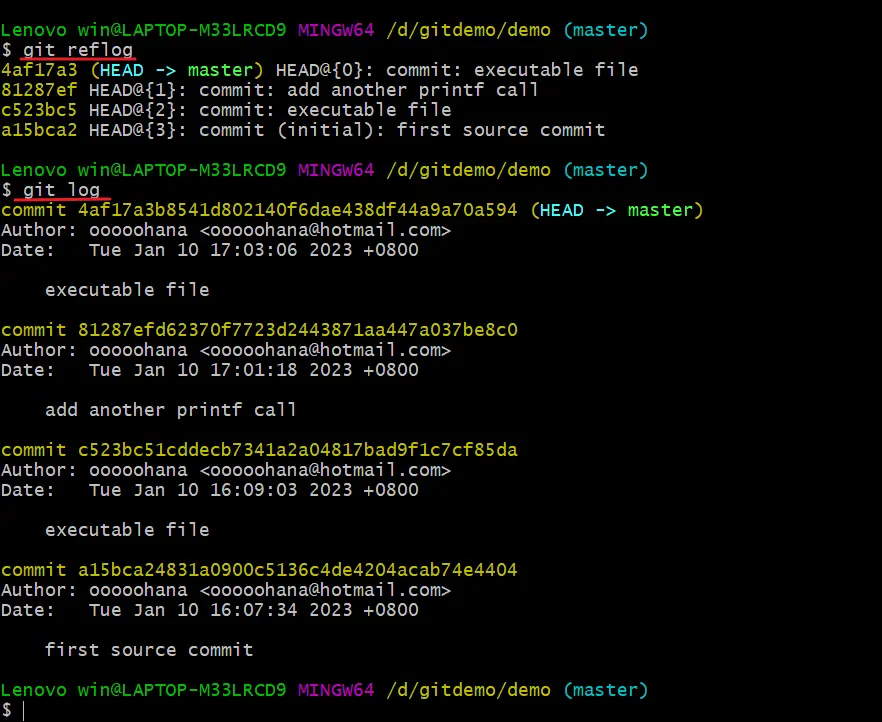 Lenovo win@LAPTOP-M33LRCD9 MINGW64 /d/gitdemo/demo (master)
$ git reflog
4af17a3 (HEAD -> master) HEAD@{0}: commit: executable file
81287ef HEAD@{1}: commit: add another printf call
c523bc5 HEAD@{2}: commit: executable file
a15bca2 HEAD@{3}: commit (initial): first source commit
Lenovo win@LAPTOP-M33LRCD9 MINGW64 /d/gitdemo/demo (master)
$ git log
commit 4af17a3b8541d802140f6dae438df44a9a70a594 (HEAD -> master)
Author: ooooohana <ooooohana@hotmail.com>
Date:   Tue Jan 10 17:03:06 2023 +0800
executable file
commit 81287efd62370f7723d2443871aa447a037be8c0
Author: ooooohana <ooooohana@hotmail.com>
Date:   Tue Jan 10 17:01:18 2023 +0800
add another printf call
commit c523bc51cddecb7341a2a04817bad9f1c7cf85da
Author: ooooohana <ooooohana@hotmail.com>
Date:   Tue Jan 10 16:09:03 2023 +0800
executable file
commit a15bca24831a0900c5136c4de4204acab74e4404
Author: ooooohana <ooooohana@hotmail.com>
Date:   Tue Jan 10 16:07:34 2023 +0800
first source commit
Lenovo win@LAPTOP-M33LRCD9 MINGW64 /d/gitdemo/demo (master)
$